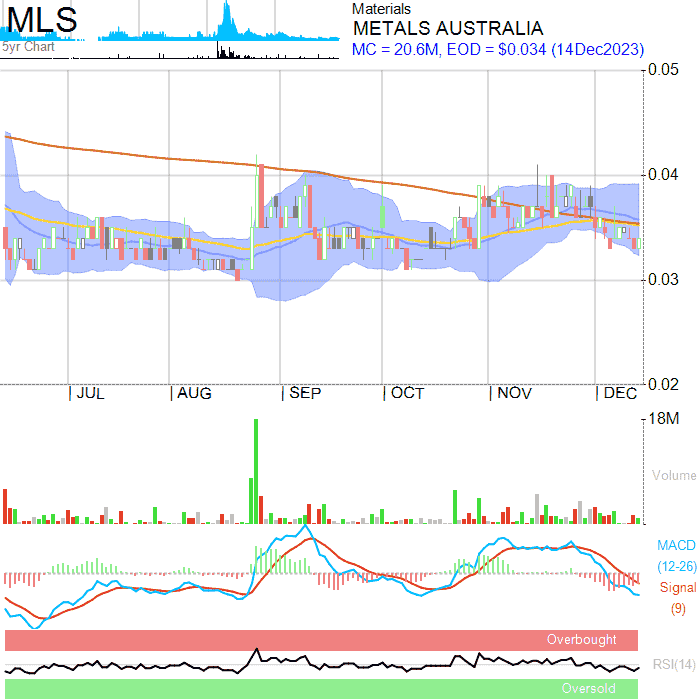 MLS
5yr Chart
Materials
METALS AUSTRALIA
MC = 20.6M, EOD = $0.034 (14Dec2023)
0.05
0.04
0.03
0.02
JUL AUG SEP OCT NOV DEC
18M
Volume
MACD
(12-26)
Signal
(9)
Overbought
RSI(14)
Oversold